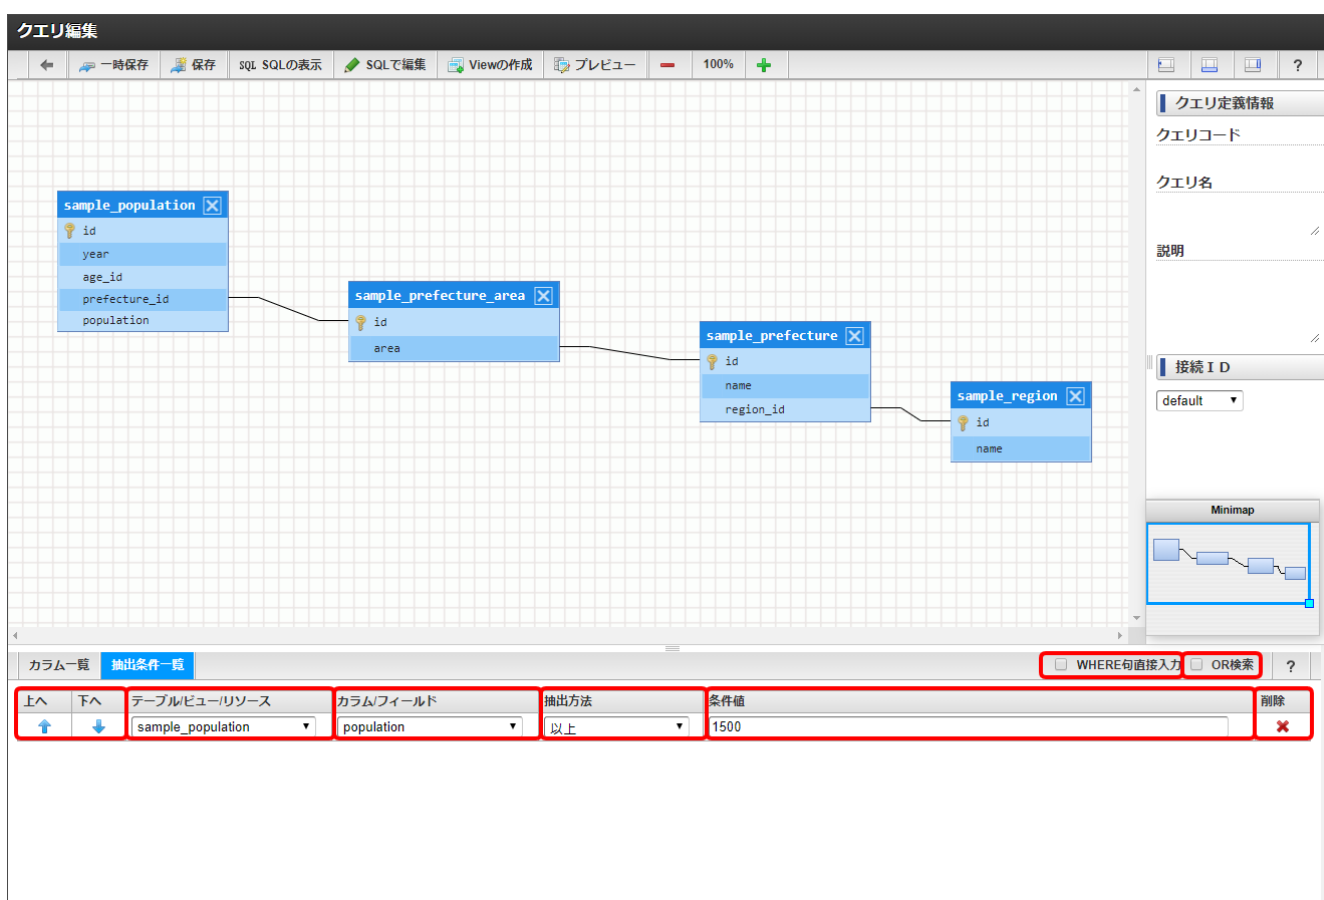 クエリ編集
一時保存 保存 SQL SQLの表示 SQLで編集 Viewの作成 プレビュー 100% ?
クエリ定義情報
クエリコード
クエリ名
説明
接続ＩＤ
default
sample_population
id
year
age_id
prefecture_id
population
sample_prefecture_area
id
area
sample_prefecture
id
name
region_id
sample_region
id
name
Minimap
カラム一覧 抽出条件一覧 WHERE句直接入力 OR検索 ?
上へ 下へ テーブル/ビュー/リソース カラム/フィールド 抽出方法 条件値 削除
sample_population population 以上 1500